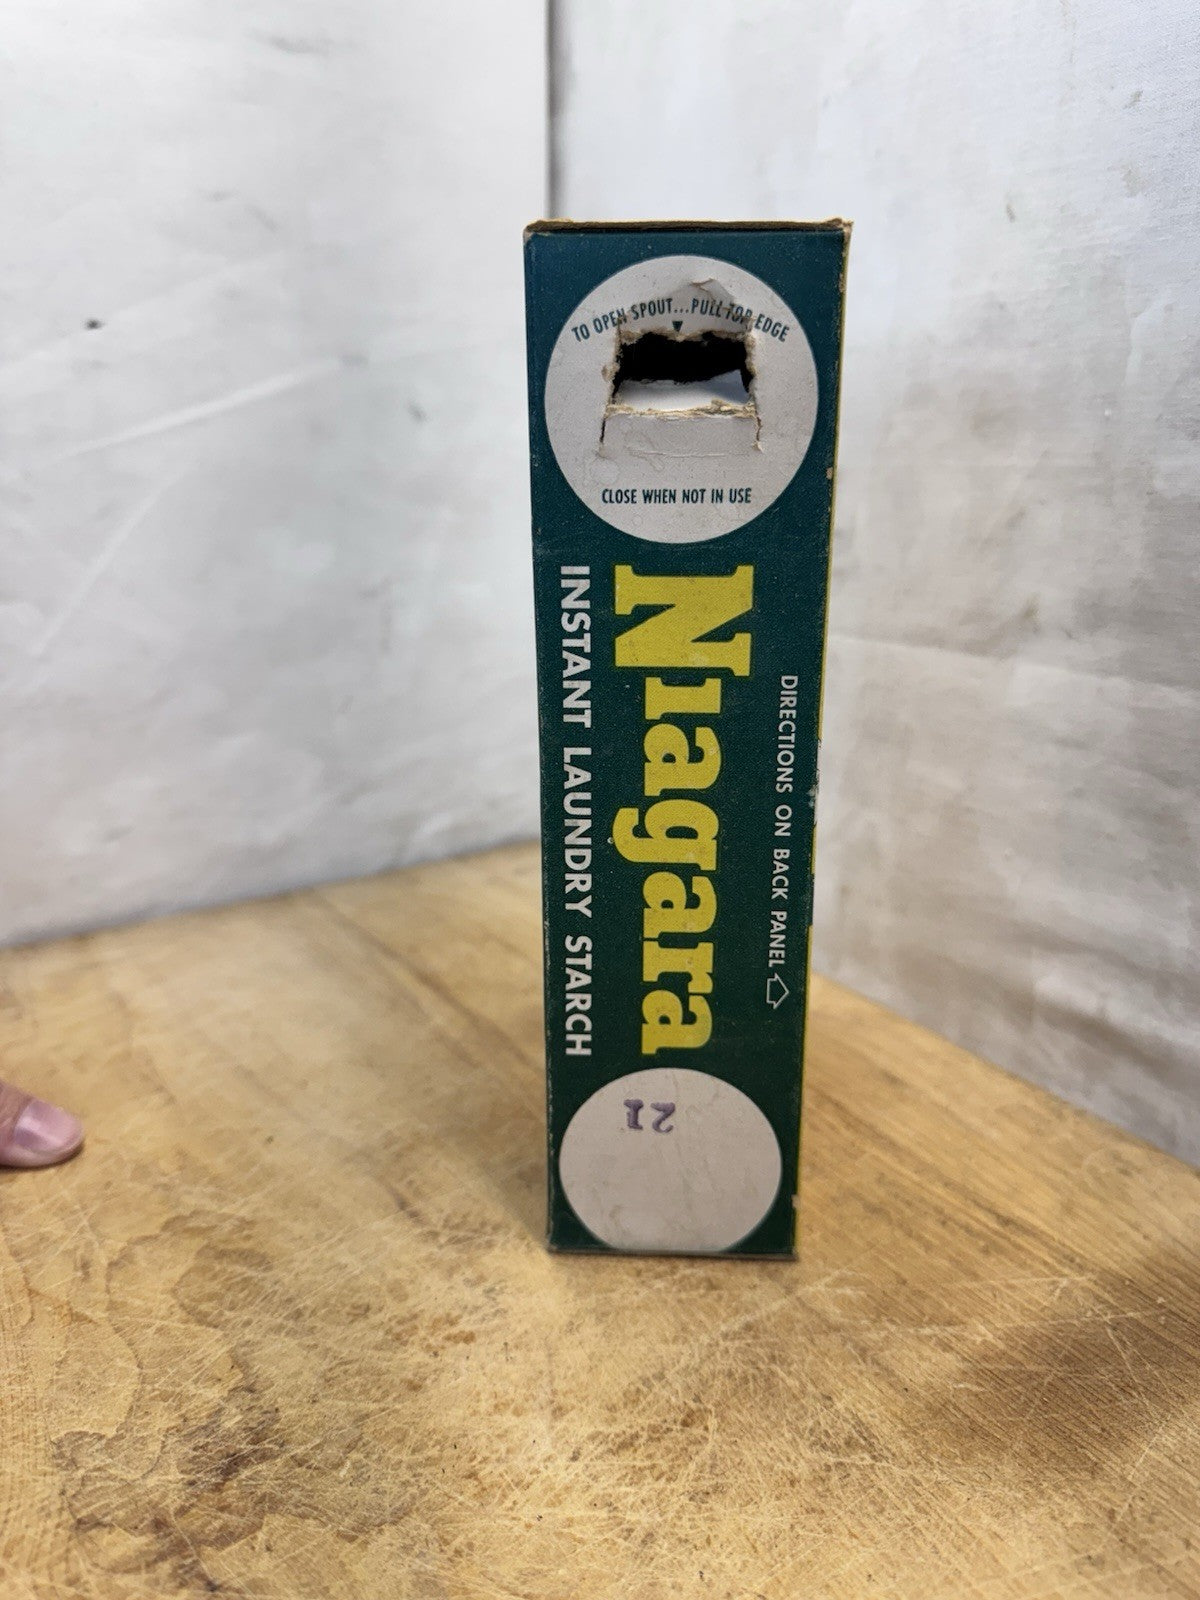 TO OPEN SPOUT...PULL TOP EDGE
CLOSE WHEN NOT IN USE
DIRECTIONS ON BACK PANEL
Niagara
INSTANT LAUNDRY STARCH
21